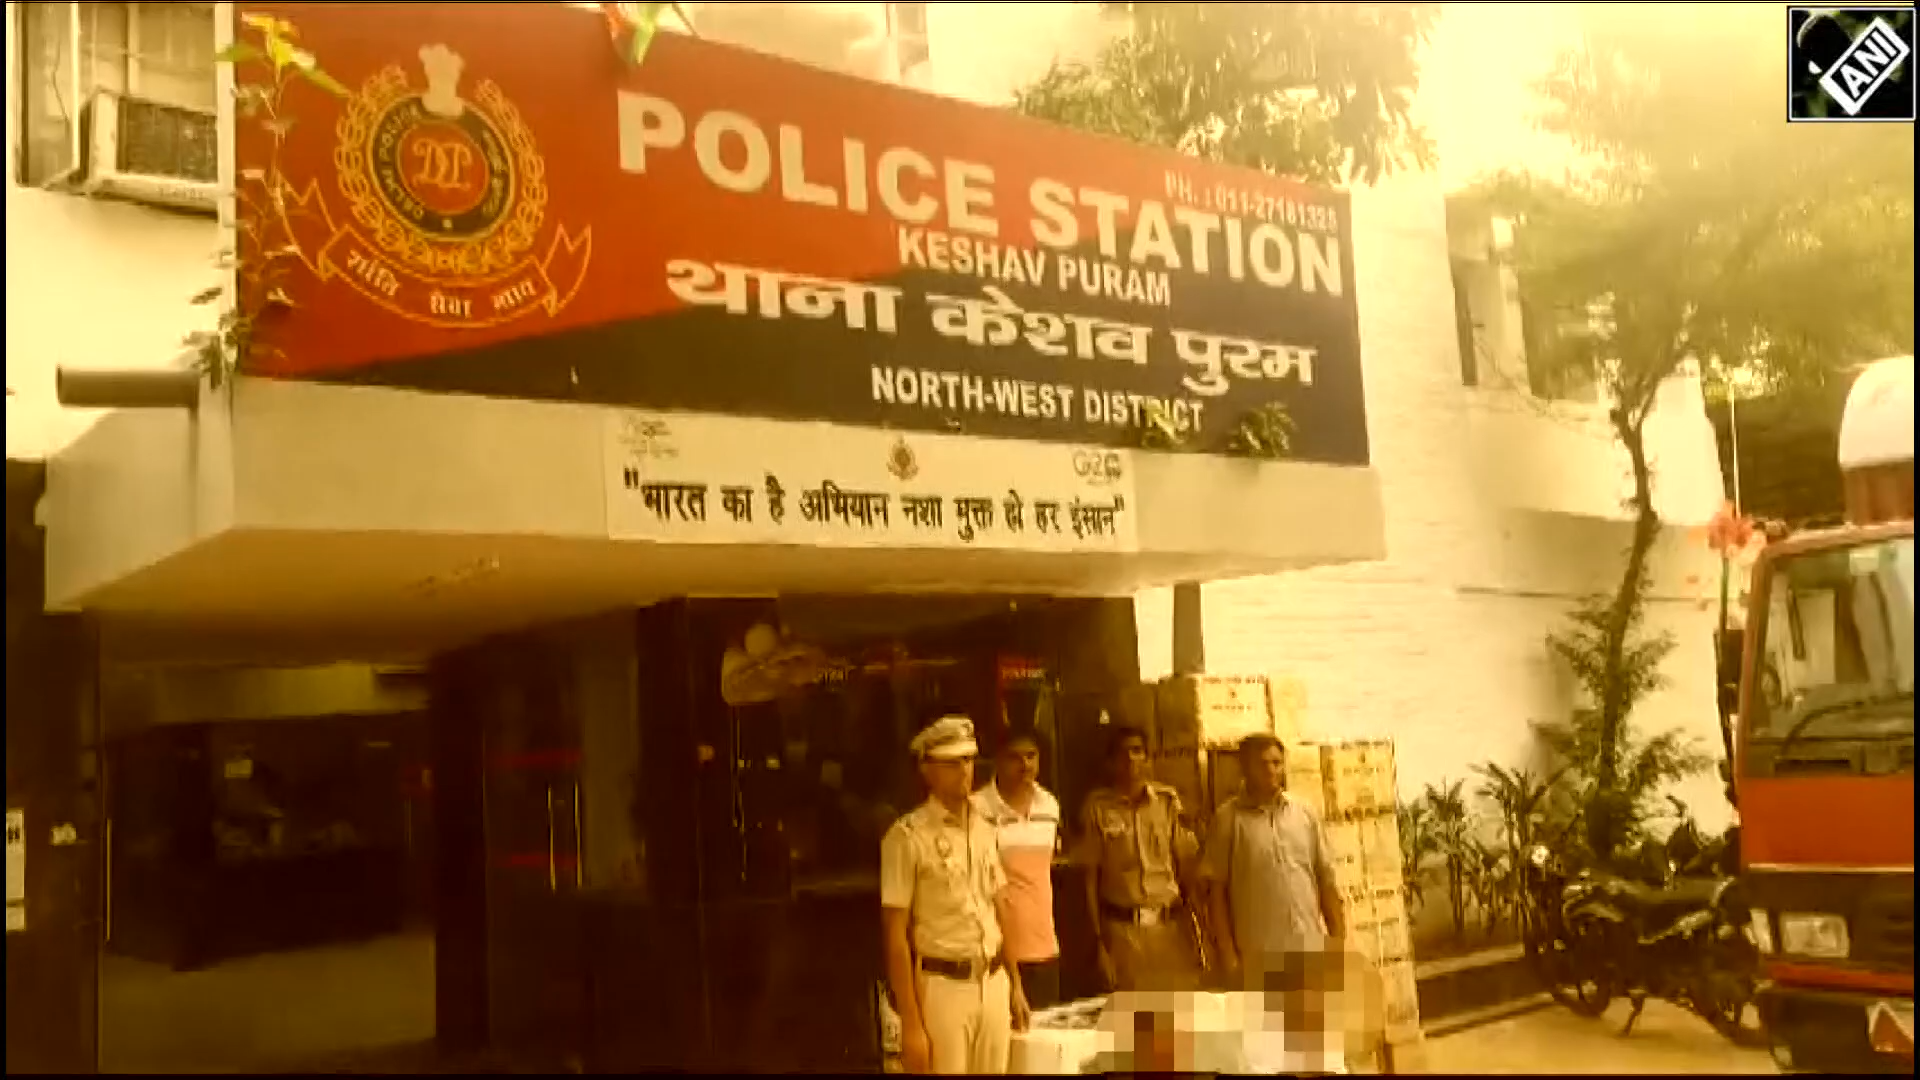 ANI
PH. : 011-27181325
POLICE STATION
KESHAV PURAM
थाना केशव पुरम
NORTH-WEST DISTRICT
शांति सेवा न्याय
"भारत का है अभियान नशा मुक्त हो हर इंसान"